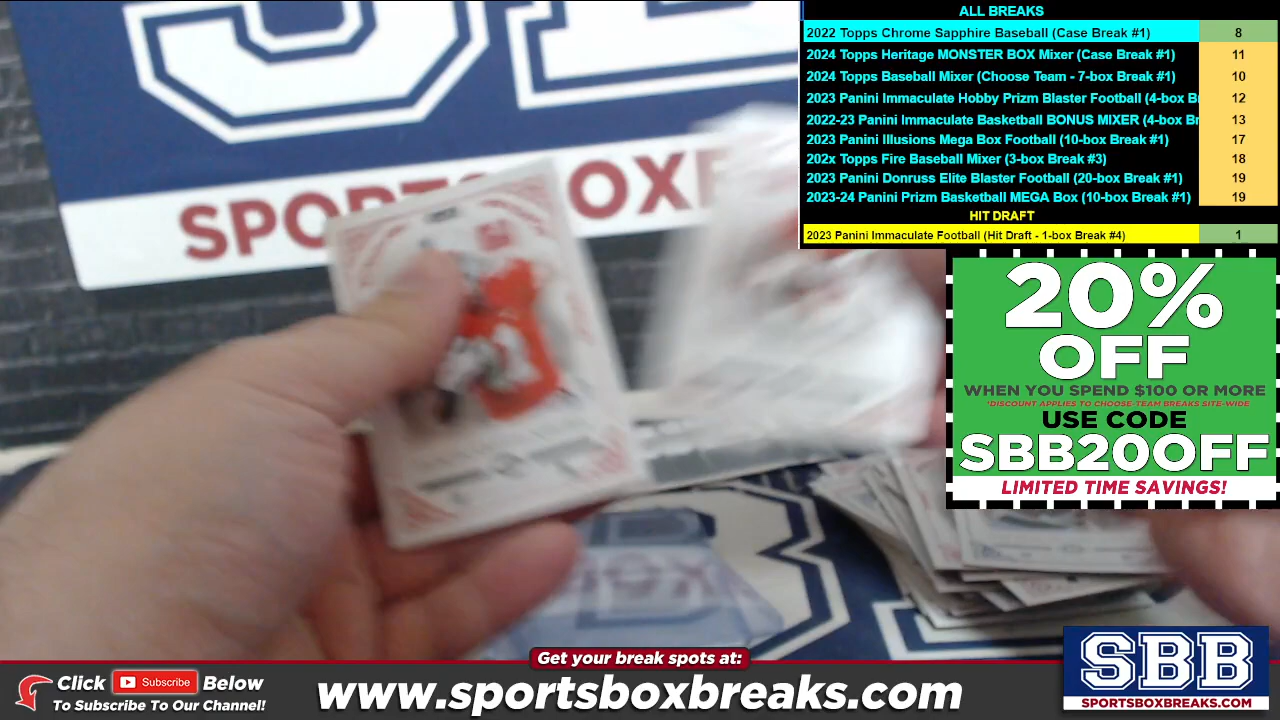 ALL BREAKS
2022 Topps Chrome Sapphire Baseball (Case Break #1) 8
2024 Topps Heritage MONSTER BOX Mixer (Case Break #1) 11
2024 Topps Baseball Mixer (Choose Team - 7-box Break #1) 10
2023 Panini Immaculate Hobby Prizm Blaster Football (4-box Br 12
2022-23 Panini Immaculate Basketball BONUS MIXER (4-box Br 13
2023 Panini Illusions Mega Box Football (10-box Break #1) 17
202x Topps Fire Baseball Mixer (3-box Break #3) 18
2023 Panini Donruss Elite Blaster Football (20-box Break #1) 19
2023-24 Panini Prizm Basketball MEGA Box (10-box Break #1) 19
HIT DRAFT
2023 Panini Immaculate Football (Hit Draft - 1-box Break #4) 1
20%
OFF
WHEN YOU SPEND $100 OR MORE
*DISCOUNT APPLIES TO CHOOSE-TEAM BREAKS SITE-WIDE
USE CODE
SBB20OFF
LIMITED TIME SAVINGS!
Get your break spots at:
Click Subscribe Below
To Subscribe To Our Channel!
www.sportsboxbreaks.com
SBB
SPORTSBOXBREAKS.COM